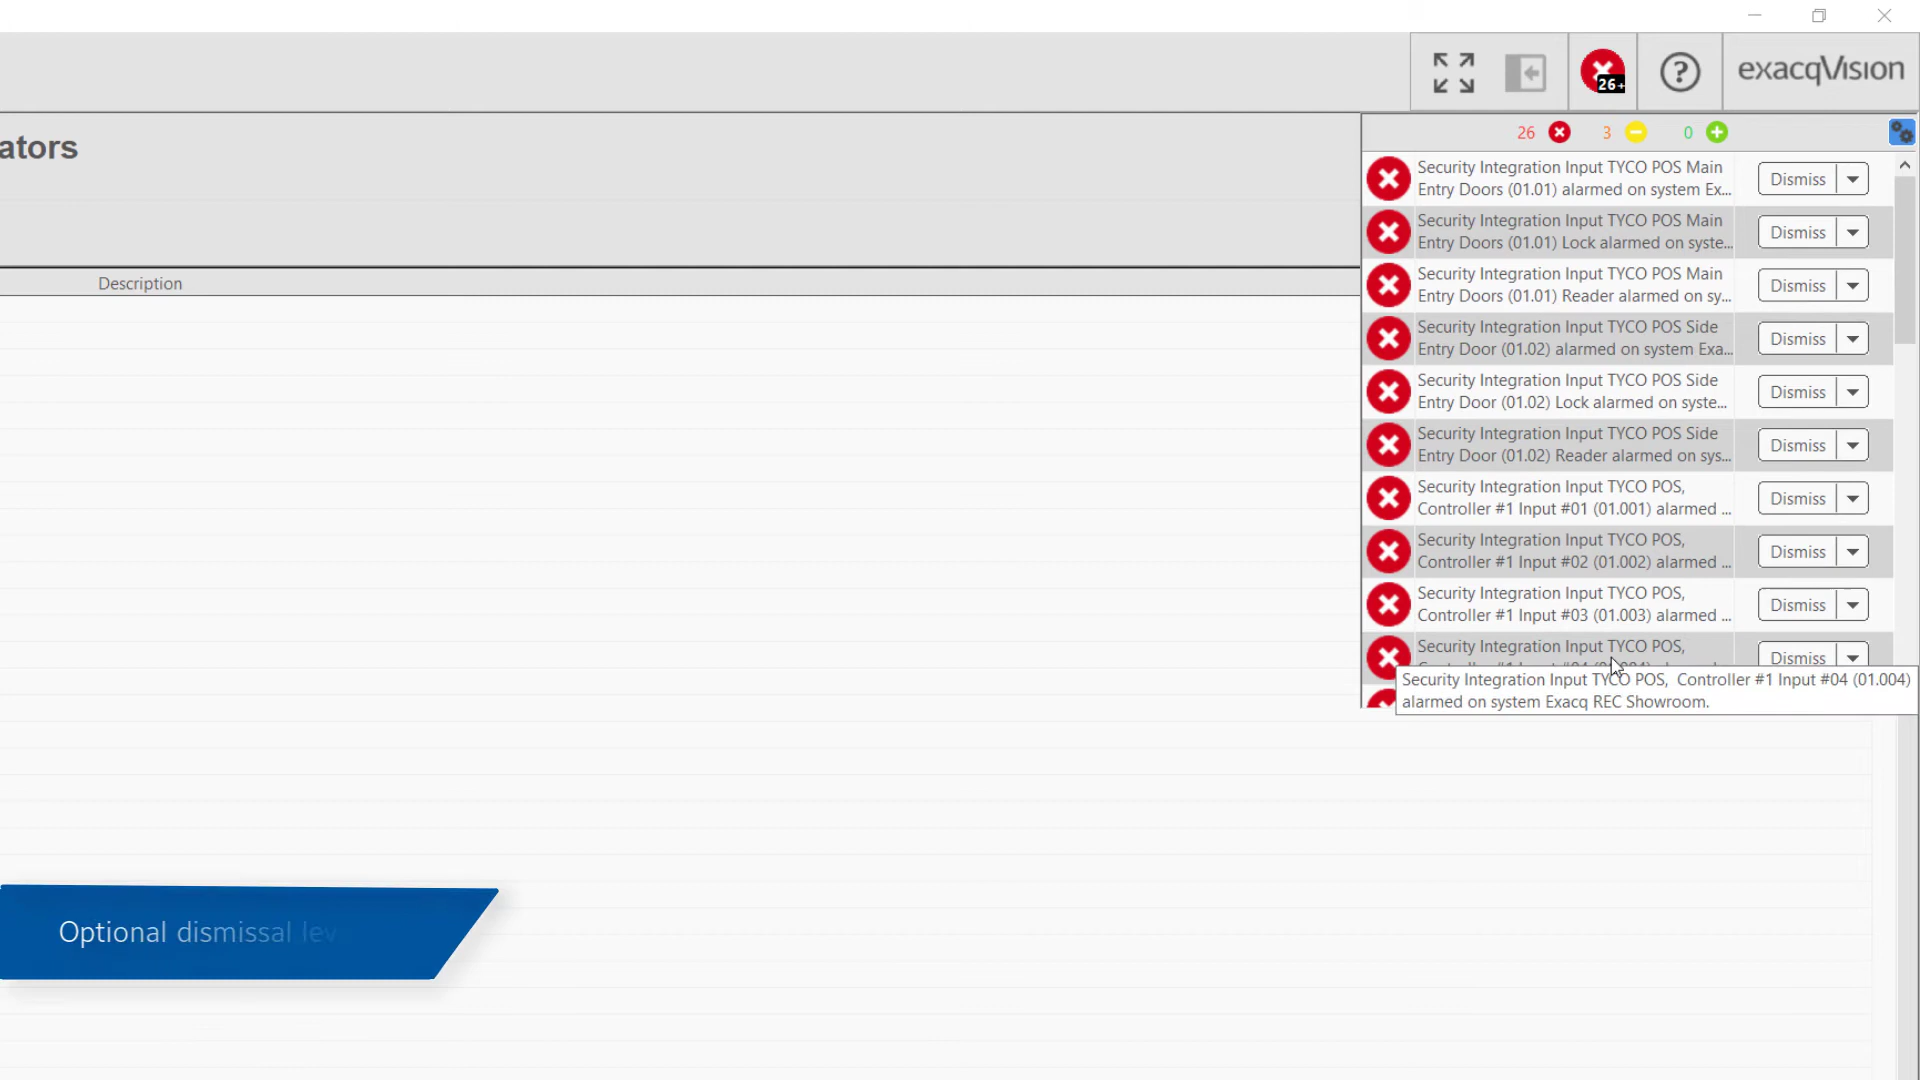 26+
exacqVision
26
3
0
ators
Security Integration Input TYCO POS Main
Entry Doors (01.01) alarmed on system Ex...
Dismiss
Security Integration Input TYCO POS Main
Entry Doors (01.01) Lock alarmed on syste...
Dismiss
Description
Security Integration Input TYCO POS Main
Entry Doors (01.01) Reader alarmed on sy...
Dismiss
Security Integration Input TYCO POS Side
Entry Door (01.02) alarmed on system Exa...
Dismiss
Security Integration Input TYCO POS Side
Entry Door (01.02) Lock alarmed on syste...
Dismiss
Security Integration Input TYCO POS Side
Entry Door (01.02) Reader alarmed on sys...
Dismiss
Security Integration Input TYCO POS,
Controller #1 Input #01 (01.001) alarmed ...
Dismiss
Security Integration Input TYCO POS,
Controller #1 Input #02 (01.002) alarmed ...
Dismiss
Security Integration Input TYCO POS,
Controller #1 Input #03 (01.003) alarmed ...
Dismiss
Security Integration Input TYCO POS,
Dismiss
Security Integration Input TYCO POS, Controller #1 Input #04 (01.004)
alarmed on system Exacq REC Showroom.
Optional dismissal lev